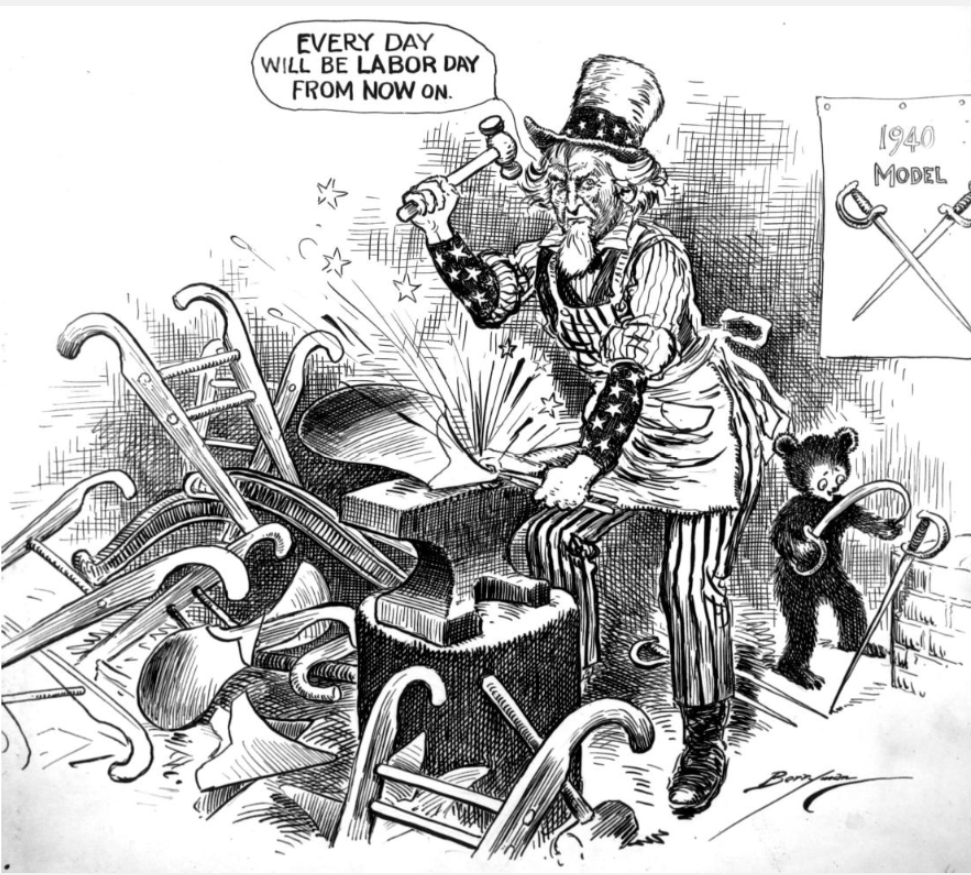 EVERY DAY
WILL BE LABOR DAY
FROM NOW ON.
1940
MODEL
Berryman